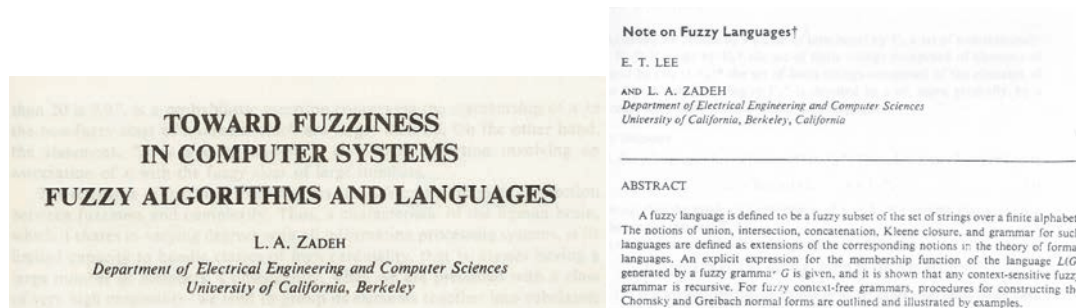 TOWARD FUZZINESS
IN COMPUTER SYSTEMS
FUZZY ALGORITHMS AND LANGUAGES
L. A. ZADEH
Department of Electrical Engineering and Computer Sciences
University of California, Berkeley
Note on Fuzzy Languages†
E. T. LEE
AND L. A. ZADEH
Department of Electrical Engineering and Computer Sciences
University of California, Berkeley, California
ABSTRACT
A fuzzy language is defined to be a fuzzy subset of the set of strings over a finite alphabet
The notions of union, intersection, concatenation, Kleene closure, and grammar for such
languages are defined as extensions of the corresponding notions in the theory of forma
languages. An explicit expression for the membership function of the language L(G
generated by a fuzzy grammar G is given, and it is shown that any context-sensitive fuzzy
grammar is recursive. For fuzzy context-free grammars, procedures for constructing the
Chomsky and Greibach normal forms are outlined and illustrated by examples.